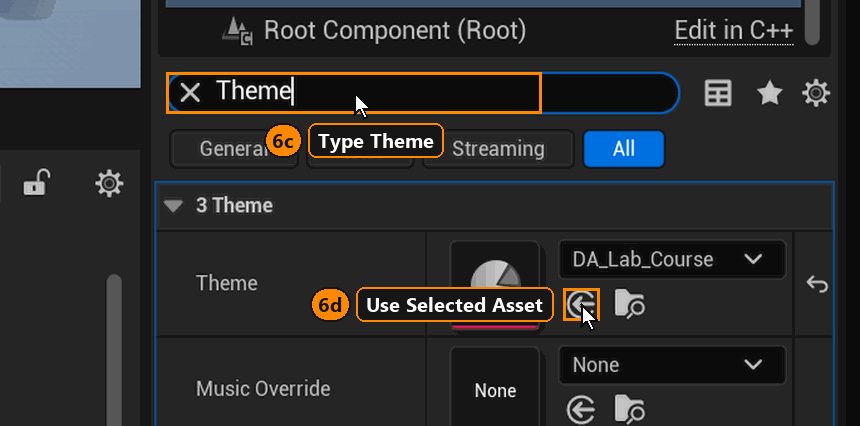 Root Component (Root) Edit in C++
Theme
6c Type Theme
General Streaming All
3 Theme
Theme
DA_Lab_Course
6d Use Selected Asset
Music Override
None
None